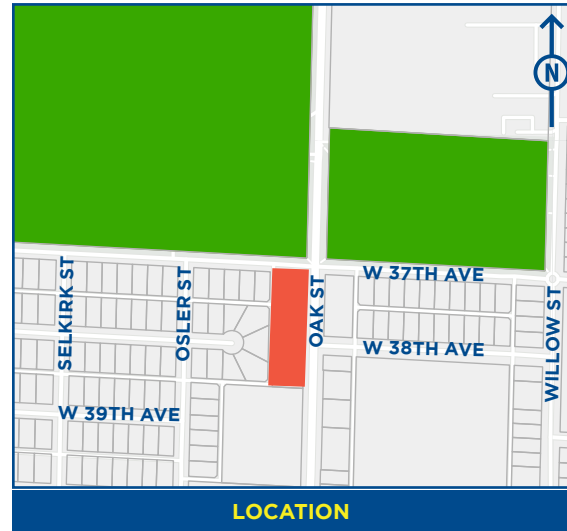 N
W 37TH AVE
SELKIRK ST
OSLER ST
OAK ST
WILLOW ST
W 38TH AVE
W 39TH AVE
LOCATION